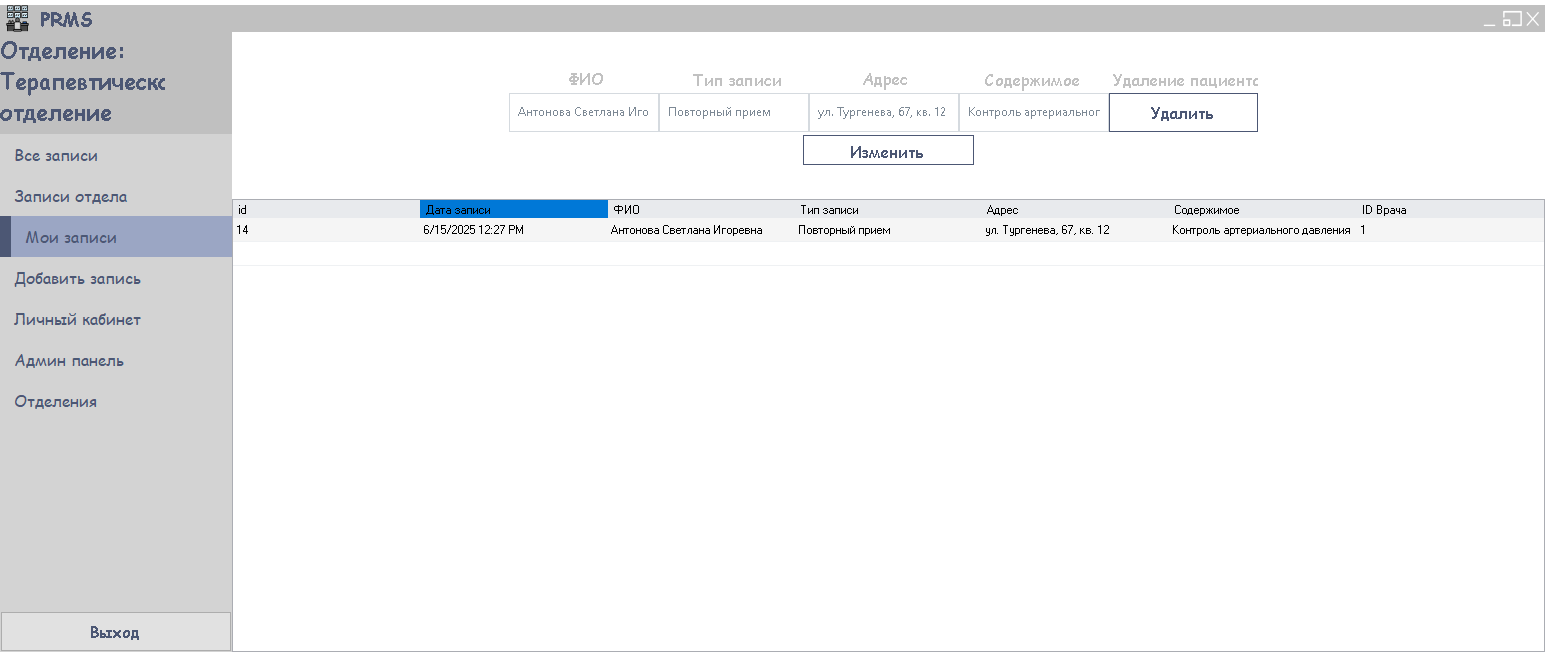 PRMS
Отделение:
Терапевтическо
отделение
Все записи
Записи отдела
Мои записи
Добавить запись
Личный кабинет
Админ панель
Отделения
Выход
ФИО Тип записи Адрес Содержимое Удаление пациента
Антонова Светлана Иго Повторный прием ул. Тургенева, 67, кв. 12 Контроль артериальног Удалить
Изменить
id Дата записи ФИО Тип записи Адрес Содержимое ID Врача
14 6/15/2025 12:27 PM Антонова Светлана Игоревна Повторный прием ул. Тургенева, 67, кв. 12 Контроль артериального давления 1